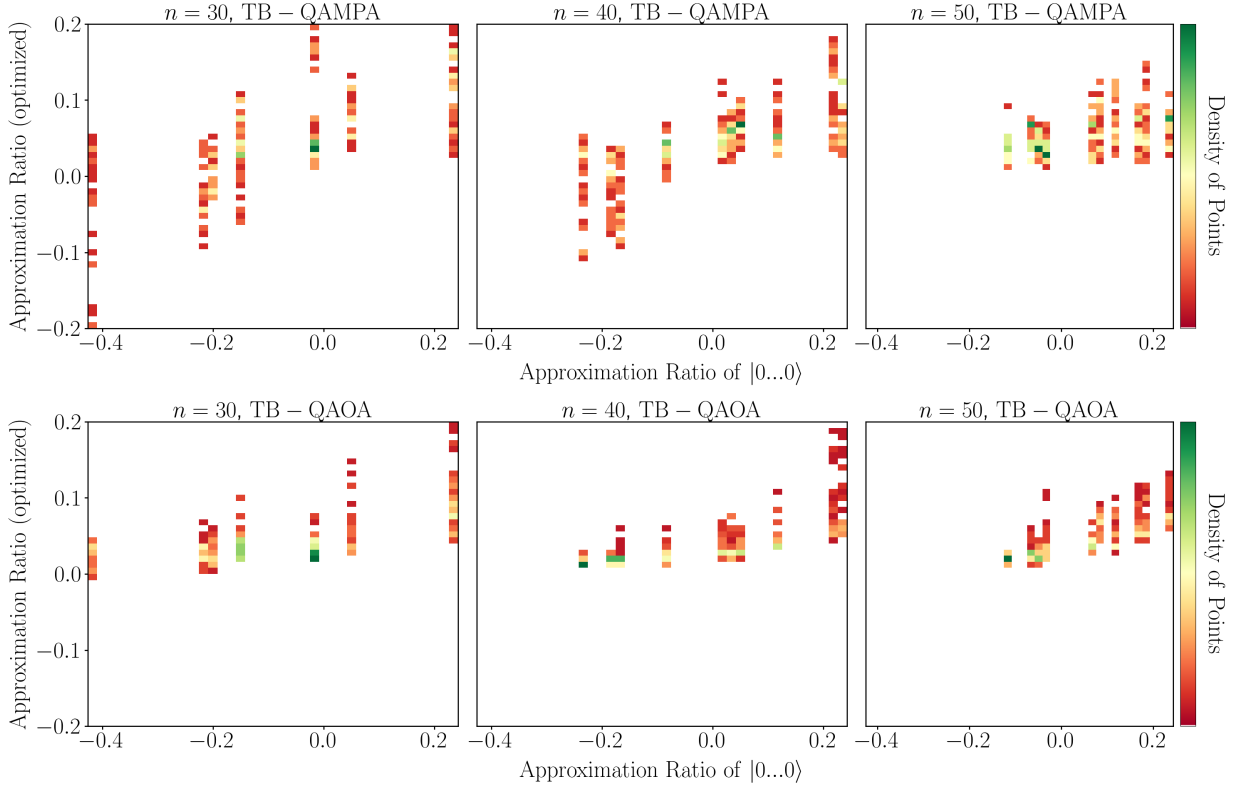 n = 30, TB − QAMPA
n = 40, TB − QAMPA
n = 50, TB − QAMPA
Approximation Ratio (optimized)
0.2
0.1
0.0
−0.1
−0.2
−0.4 −0.2 0.0 0.2
−0.4 −0.2 0.0 0.2
−0.4 −0.2 0.0 0.2
Density of Points
Approximation Ratio of |0...0⟩
n = 30, TB − QAOA
n = 40, TB − QAOA
n = 50, TB − QAOA
Approximation Ratio (optimized)
0.2
0.1
0.0
−0.1
−0.2
−0.4 −0.2 0.0 0.2
−0.4 −0.2 0.0 0.2
−0.4 −0.2 0.0 0.2
Density of Points
Approximation Ratio of |0...0⟩